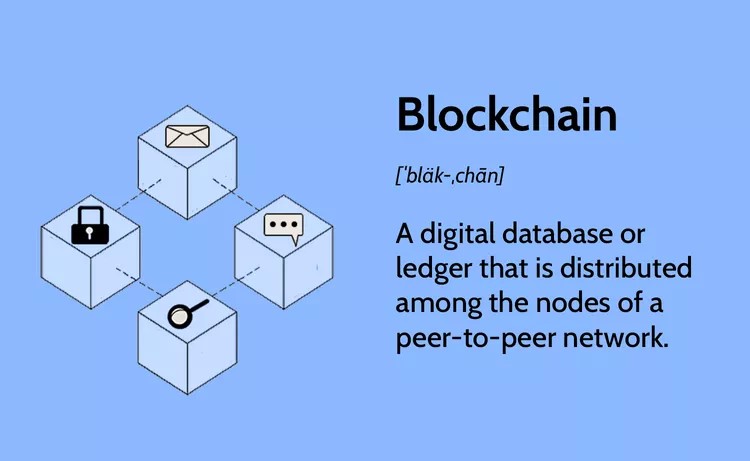 Blockchain
[ˈbläk-ˌchān]
A digital database or
ledger that is distributed
among the nodes of a
peer-to-peer network.